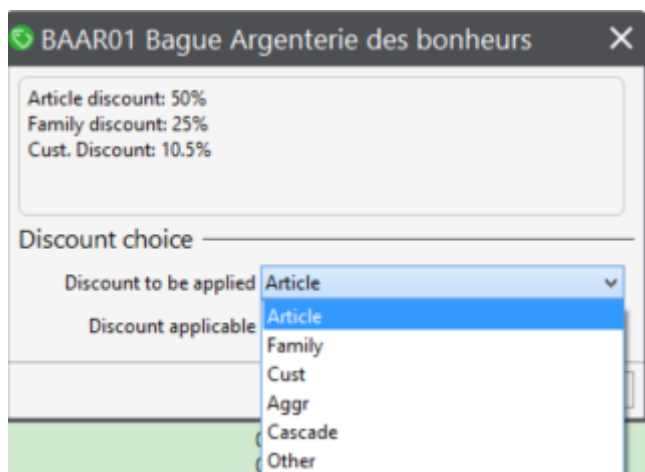 BAAR01 Bague Argenterie des bonheurs
Article discount: 50%
Family discount: 25%
Cust. Discount: 10.5%
Discount choice
Discount to be applied Article
Discount applicable
Article
Family
Cust
Aggr
Cascade
Other